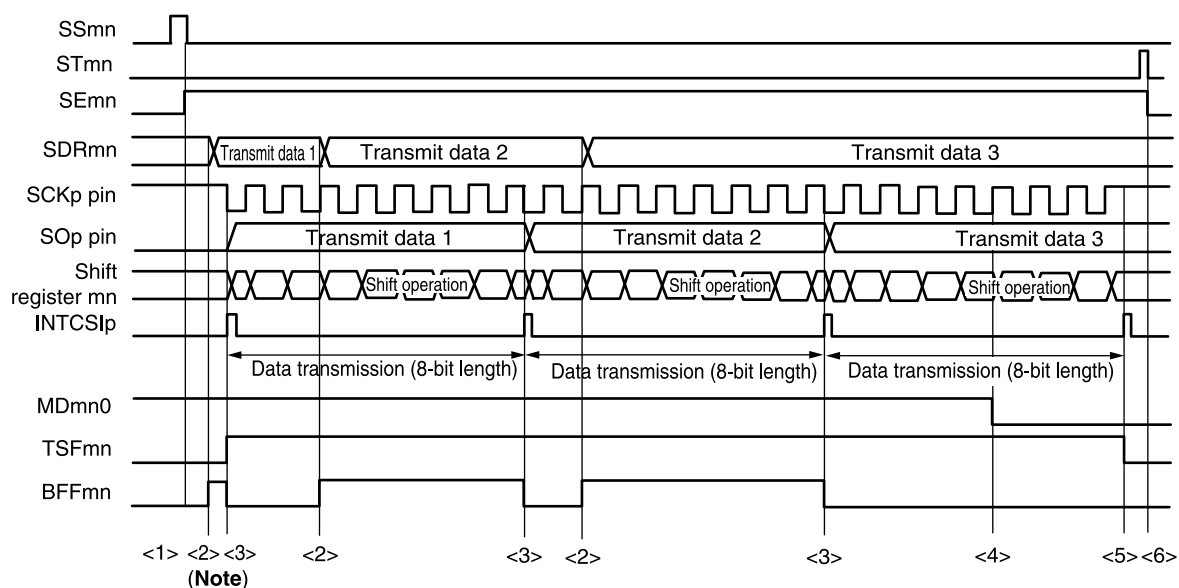 SSmn
STmn
SEmn
SDRmn Transmit data 1 Transmit data 2 Transmit data 3
SCKp pin
SOp pin Transmit data 1 Transmit data 2 Transmit data 3
Shift
register mn Shift operation Shift operation Shift operation
INTCSIp
Data transmission (8-bit length) Data transmission (8-bit length) Data transmission (8-bit length)
MDmn0
TSFmn
BFFmn
<1> <2> <3> <2> <3> <2> <3> <4> <5> <6>
(Note)